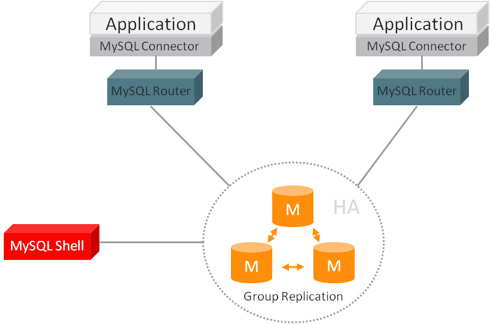 Application
MySQL Connector
MySQL Router
Application
MySQL Connector
MySQL Router
HA
M
MySQL Shell
M
M
Group Replication